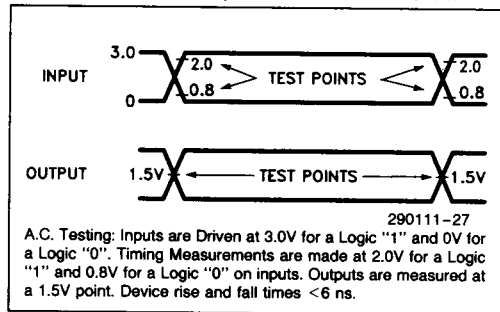 3.0
2.0
2.0
INPUT
TEST POINTS
0.8
0.8
0
OUTPUT
1.5V
TEST POINTS
1.5V
290111-27
A.C. Testing: Inputs are Driven at 3.0V for a Logic "1" and 0V for
a Logic "0". Timing Measurements are made at 2.0V for a Logic
"1" and 0.8V for a Logic "0" on inputs. Outputs are measured at
a 1.5V point. Device rise and fall times <6 ns.